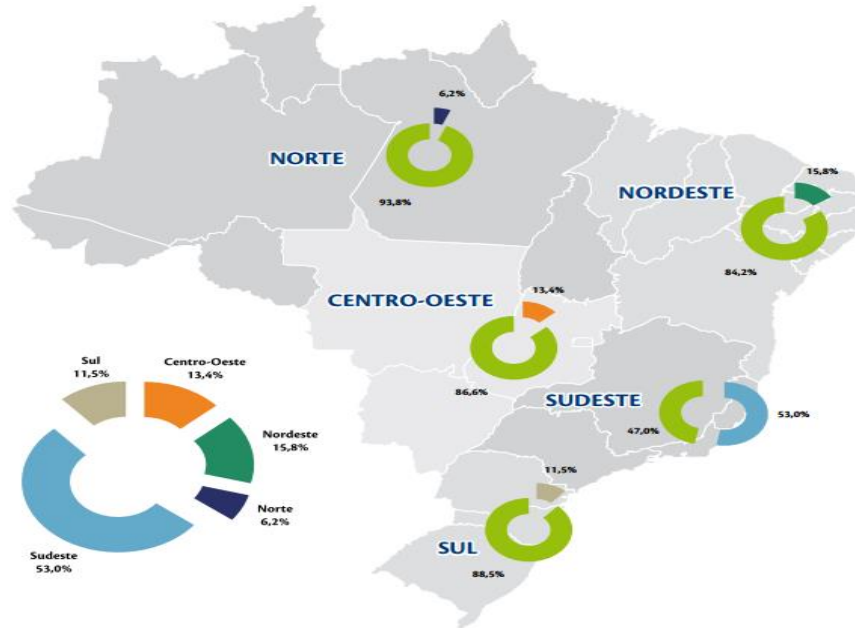 6,2%
NORTE
93,8%
15,8%
NORDESTE
84,2%
CENTRO-OESTE
13,4%
86,6%
SUDESTE
47,0%
53,0%
11,5%
SUL
88,5%
Sul
11,5%
Centro-Oeste
13,4%
Nordeste
15,8%
Norte
6,2%
Sudeste
53,0%